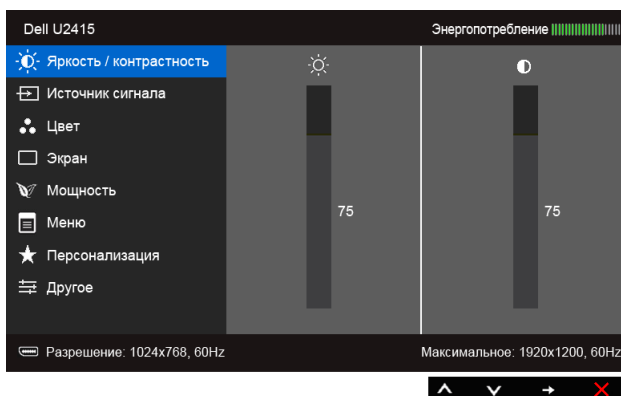 Dell U2415
Энергопотребление
Яркость / контрастность
Источник сигнала
Цвет
Экран
Мощность
Меню
Персонализация
Другое
75
75
Разрешение: 1024x768, 60Hz
Максимальное: 1920x1200, 60Hz